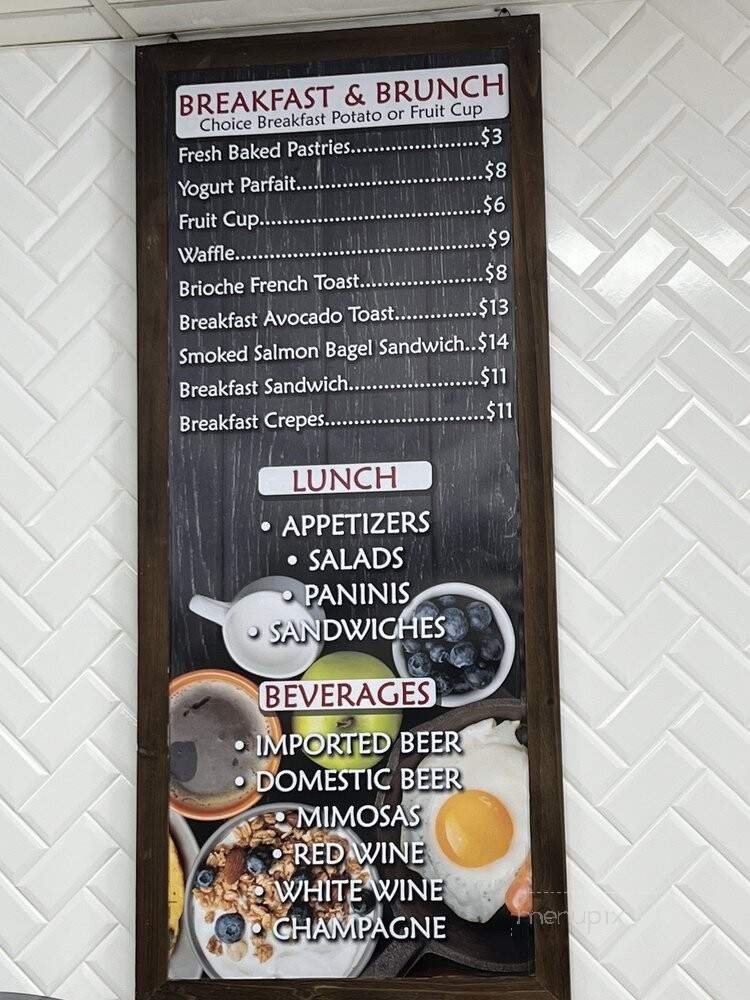 BREAKFAST & BRUNCH
Choice Breakfast Potato or Fruit Cup
Fresh Baked Pastries......................$3
Yogurt Parfait................................$8
Fruit Cup......................................$6
Waffle...........................................$9
Brioche French Toast.....................$8
Breakfast Avocado Toast..............$13
Smoked Salmon Bagel Sandwich..$14
Breakfast Sandwich......................$11
Breakfast Crepes...........................$11
LUNCH
• APPETIZERS
• SALADS
• PANINIS
• SANDWICHES
BEVERAGES
• IMPORTED BEER
• DOMESTIC BEER
• MIMOSAS
• RED WINE
• WHITE WINE
• CHAMPAGNE
menupix